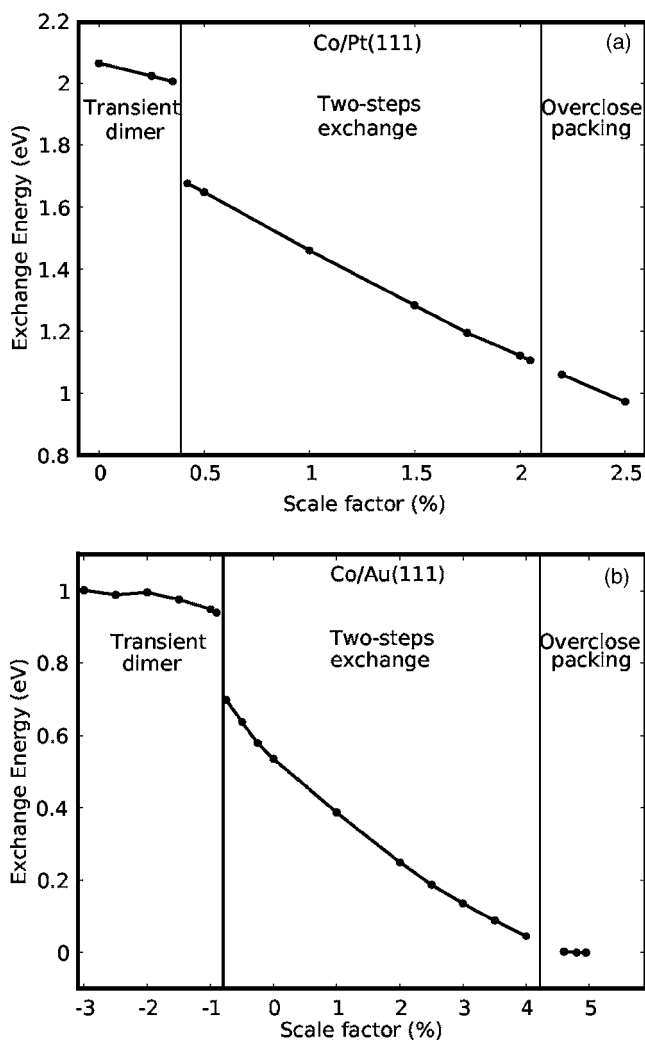 2.2
Co/Pt(111)
(a)
2
Transient
dimer
Two-steps
exchange
Overclose
packing
1.8
1.6
1.4
1.2
1
0.8
Exchange Energy (eV)
0 0.5 1 1.5 2 2.5
Scale factor (%)
Co/Au(111)
(b)
1
Transient
dimer
Two-steps
exchange
Overclose
packing
0.8
0.6
0.4
0.2
0
Exchange Energy (eV)
-3 -2 -1 0 1 2 3 4 5
Scale factor (%)